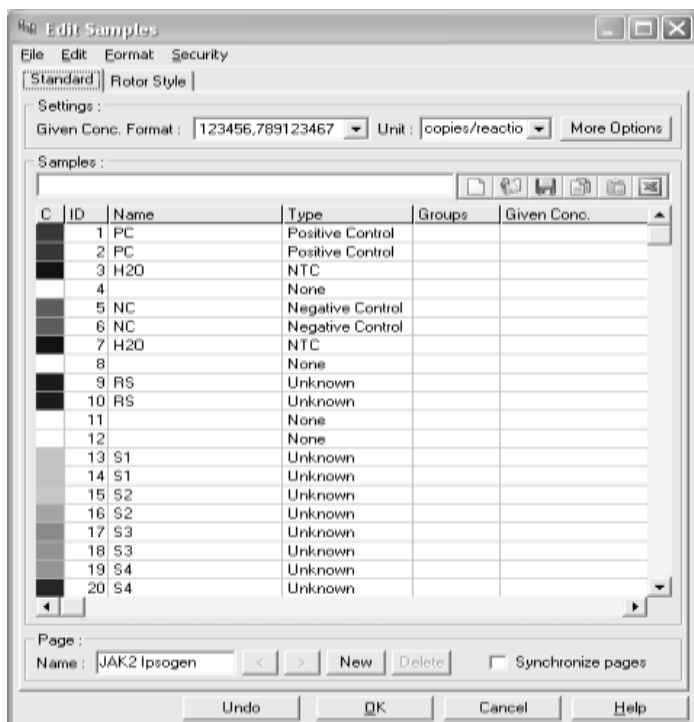 Edit Samples
File Edit Format Security
Standard Rotor Style
Settings :
Given Conc. Format : 123456,789123467 Unit : copies/reactio More Options
Samples :
C ID Name Type Groups Given Conc.
1 PC Positive Control
2 PC Positive Control
3 H2O NTC
4 None
5 NC Negative Control
6 NC Negative Control
7 H2O NTC
8 None
9 RS Unknown
10 RS Unknown
11 None
12 None
13 S1 Unknown
14 S1 Unknown
15 S2 Unknown
16 S2 Unknown
17 S3 Unknown
18 S3 Unknown
19 S4 Unknown
20 S4 Unknown
Page :
Name : JAK2 Ipsogen < > New Delete Synchronize pages
Undo OK Cancel Help